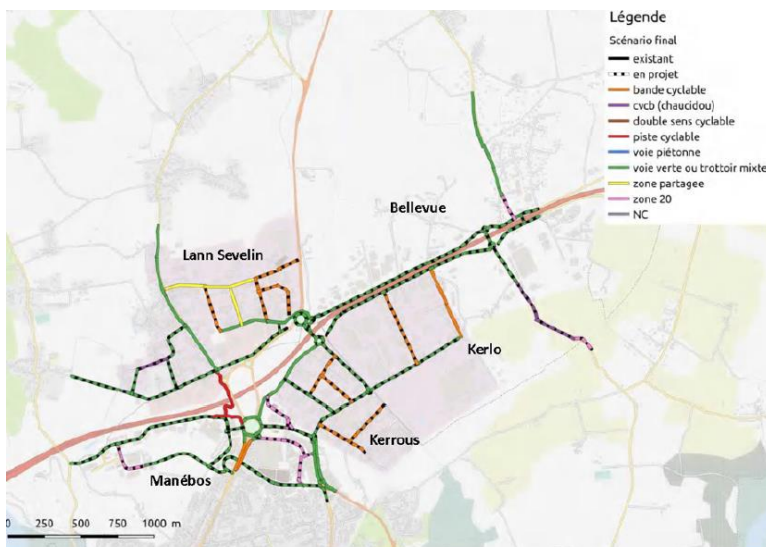 Légende
Scénario final
existant
en projet
bande cyclable
cvcb (chaucidou)
double sens cyclable
piste cyclable
voie piétonne
voie verte ou trottoir mixte
zone partagee
zone 20
NC
Bellevue
Lann Sevelin
Kerlo
Kerrous
Manébos
0 250 500 750 1000 m